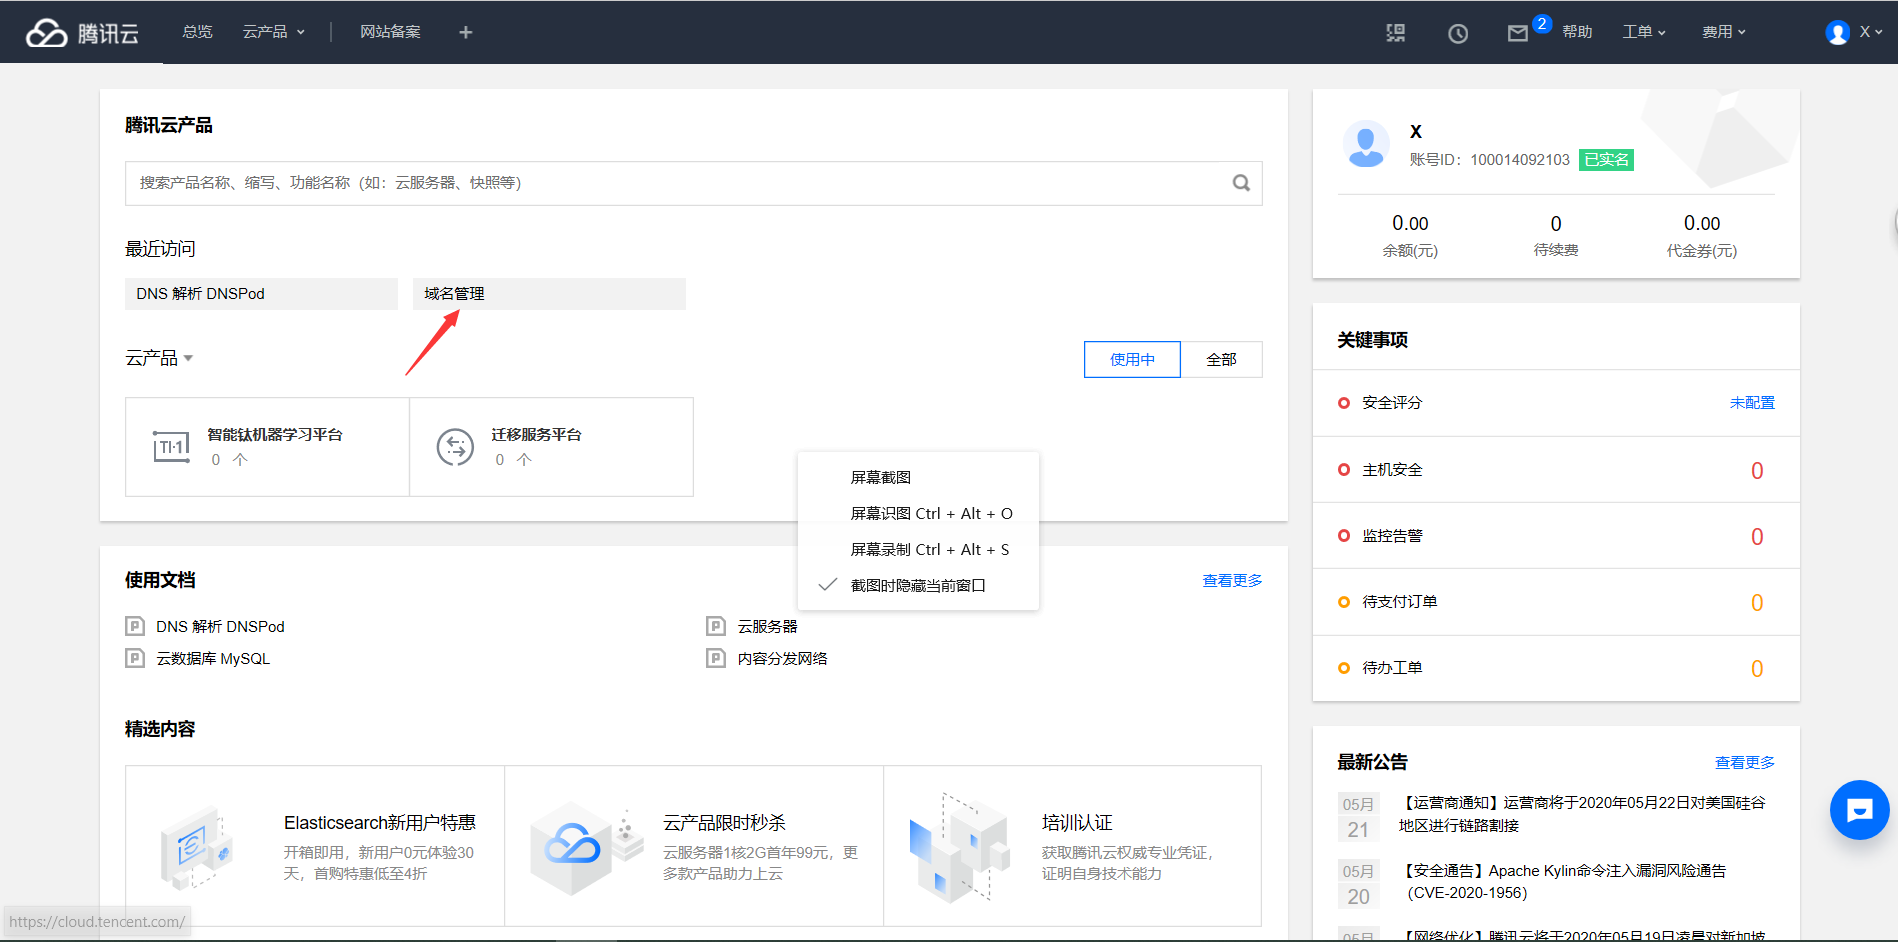 腾讯云
总览
云产品
网站备案
2
帮助
工单
费用
X
腾讯云产品
搜索产品名称、缩写、功能名称（如：云服务器、快照等）
最近访问
DNS 解析 DNSPod
域名管理
云产品
使用中
全部
TI·1
智能钛机器学习平台
0 个
迁移服务平台
0 个
屏幕截图
屏幕识图 Ctrl + Alt + O
屏幕录制 Ctrl + Alt + S
截图时隐藏当前窗口
使用文档
查看更多
DNS 解析 DNSPod
云服务器
云数据库 MySQL
内容分发网络
精选内容
Elasticsearch新用户特惠
开箱即用，新用户0元体验30
天，首购特惠低至4折
云产品限时秒杀
云服务器1核2G首年99元，更
多款产品助力上云
培训认证
获取腾讯云权威专业凭证，
证明自身技术能力
https://cloud.tencent.com/
X
账号ID：100014092103
已实名
0.00
余额(元)
0
待续费
0.00
代金券(元)
关键事项
安全评分
未配置
主机安全
0
监控告警
0
待支付订单
0
待办工单
0
最新公告
查看更多
05月
21
【运营商通知】运营商将于2020年05月22日对美国硅谷
地区进行链路割接
05月
20
【安全通告】Apache Kylin命令注入漏洞风险通告
（CVE-2020-1956）
05月
【网络优化】腾讯云将于2020年05月19日凌晨对新加坡